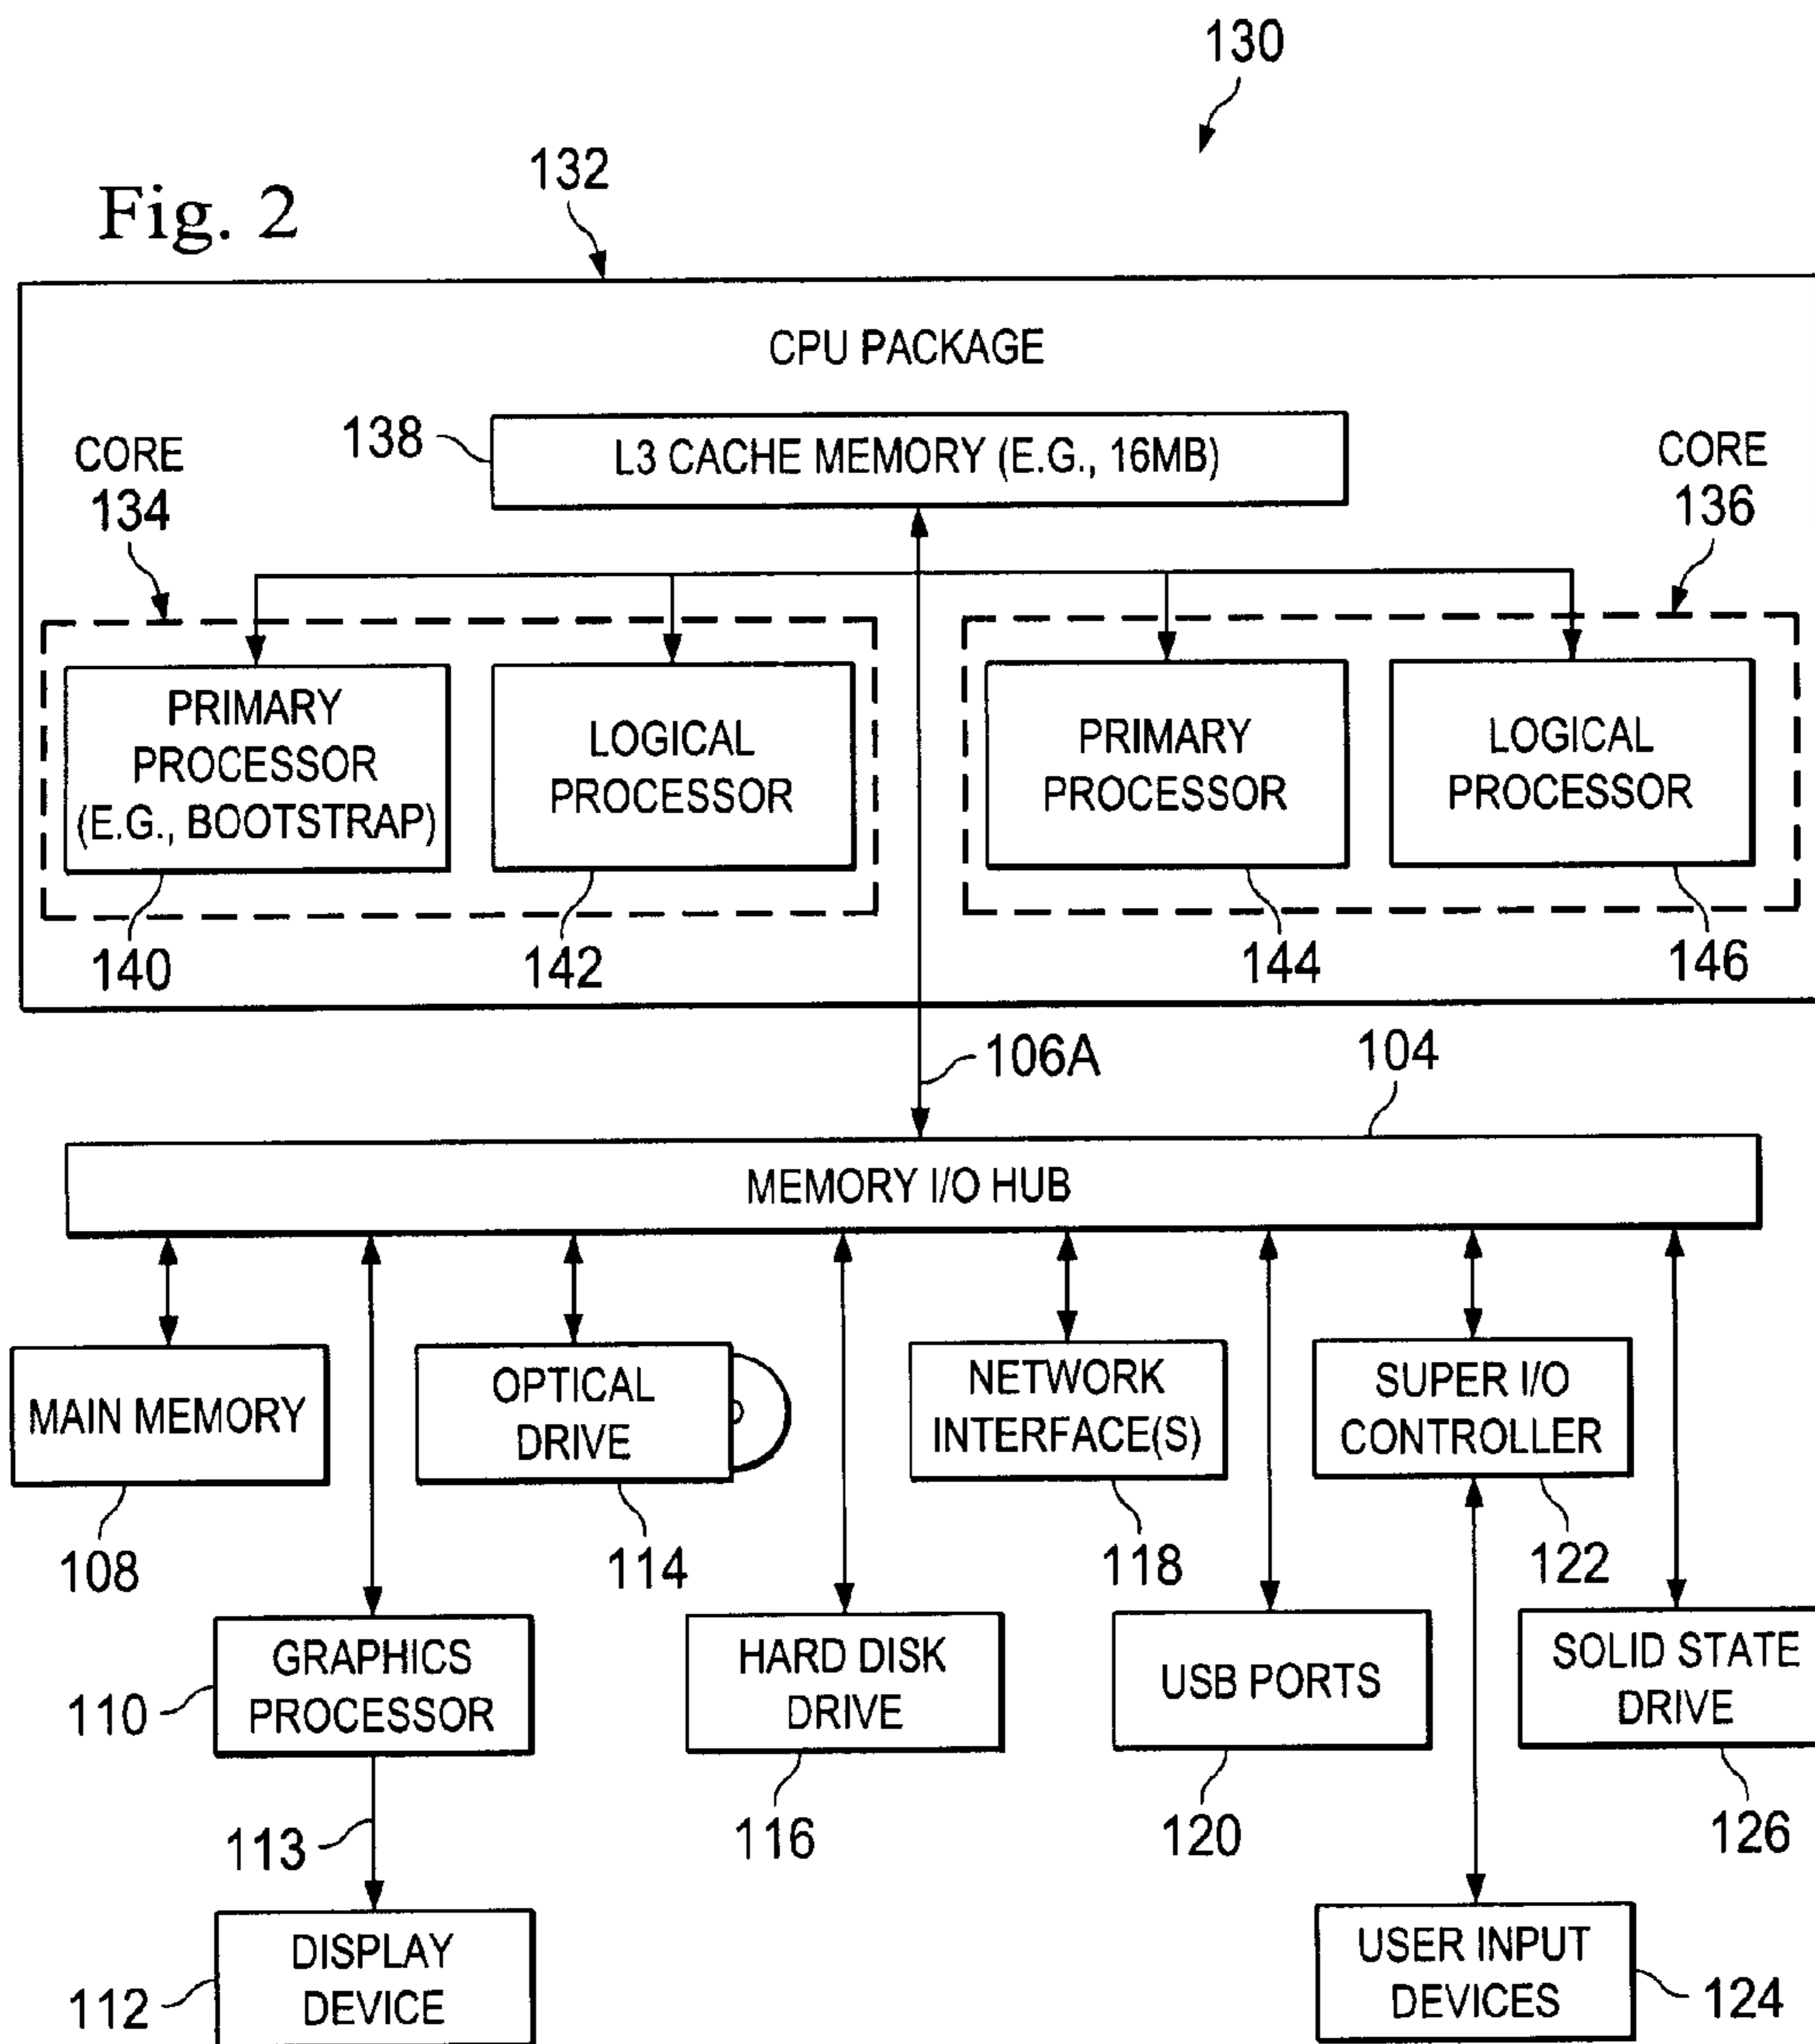 130
132
Fig. 2
CPU PACKAGE
138
L3 CACHE MEMORY (E.G., 16MB)
CORE
134
CORE
136
PRIMARY
PROCESSOR
(E.G., BOOTSTRAP)
LOGICAL
PROCESSOR
PRIMARY
PROCESSOR
LOGICAL
PROCESSOR
140
142
144
146
106A
104
MEMORY I/O HUB
MAIN MEMORY
OPTICAL
DRIVE
NETWORK
INTERFACE(S)
SUPER I/O
CONTROLLER
108
114
118
122
110
GRAPHICS
PROCESSOR
HARD DISK
DRIVE
USB PORTS
SOLID STATE
DRIVE
113
116
120
126
112
DISPLAY
DEVICE
USER INPUT
DEVICES
124